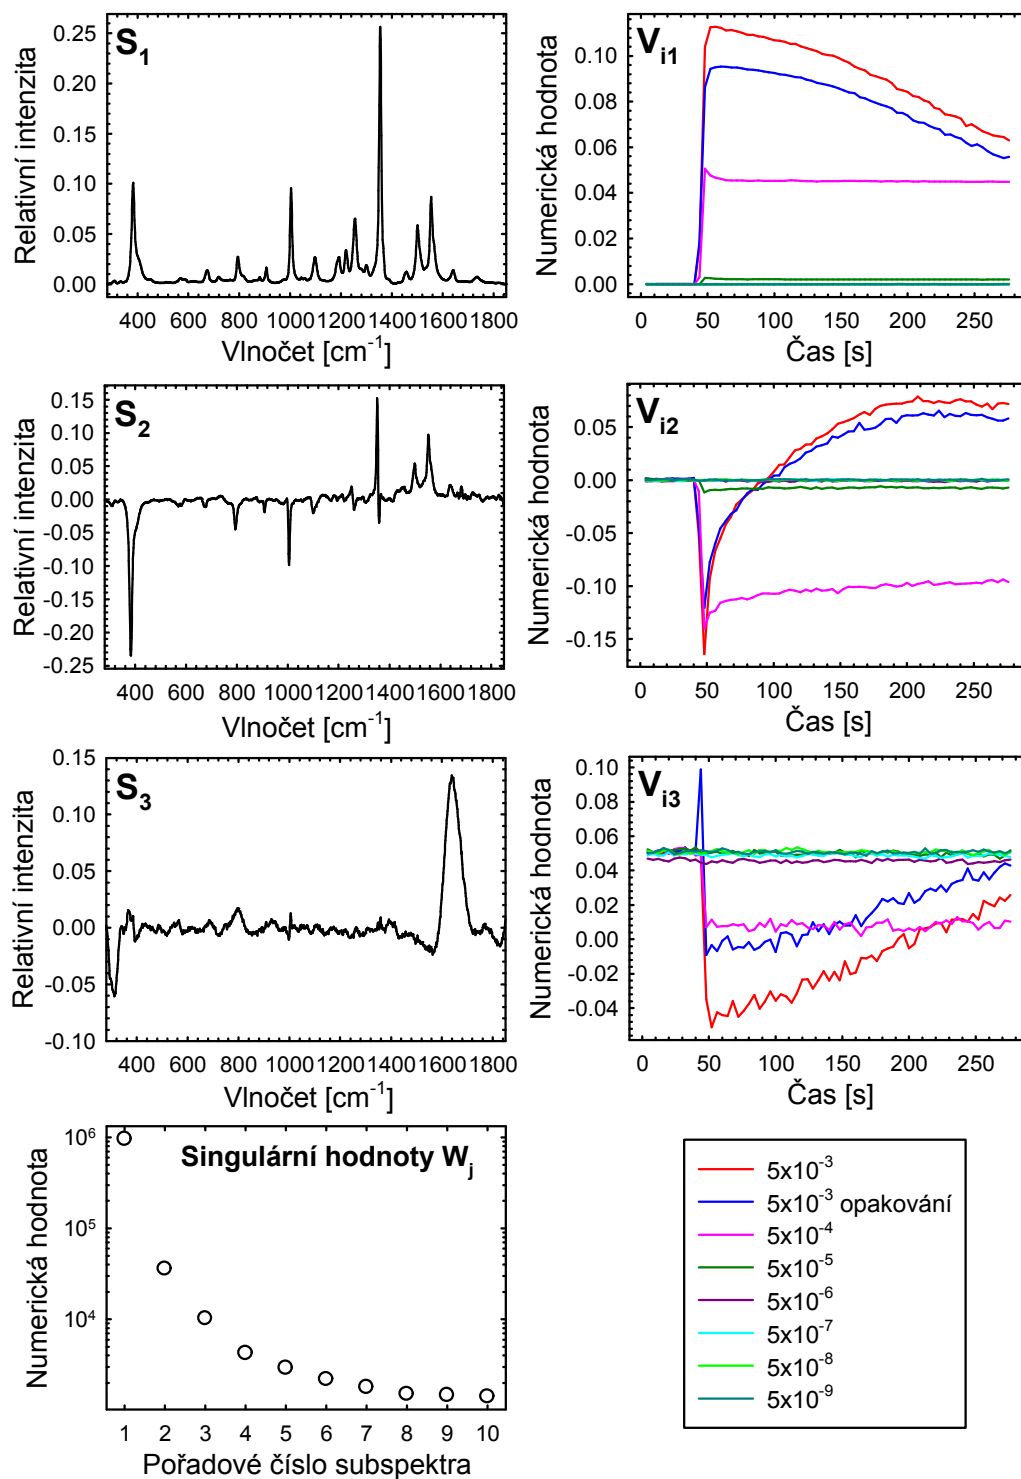 S1
Relativní intenzita
0.25
0.20
0.15
0.10
0.05
0.00
400 600 800 1000 1200 1400 1600 1800
Vlnočet [cm-1]
Vi1
Numerická hodnota
0.10
0.08
0.06
0.04
0.02
0.00
0 50 100 150 200 250
Čas [s]
S2
Relativní intenzita
0.15
0.10
0.05
0.00
-0.05
-0.10
-0.15
-0.20
-0.25
400 600 800 1000 1200 1400 1600 1800
Vlnočet [cm-1]
Vi2
Numerická hodnota
0.05
0.00
-0.05
-0.10
-0.15
0 50 100 150 200 250
Čas [s]
S3
Relativní intenzita
0.15
0.10
0.05
0.00
-0.05
-0.10
400 600 800 1000 1200 1400 1600 1800
Vlnočet [cm-1]
Vi3
Numerická hodnota
0.10
0.08
0.06
0.04
0.02
0.00
-0.02
-0.04
0 50 100 150 200 250
Čas [s]
Singulární hodnoty Wj
Numerická hodnota
10^6
10^5
10^4
1 2 3 4 5 6 7 8 9 10
Pořadové číslo subspektra
5x10-3
5x10-3 opakování
5x10-4
5x10-5
5x10-6
5x10-7
5x10-8
5x10-9